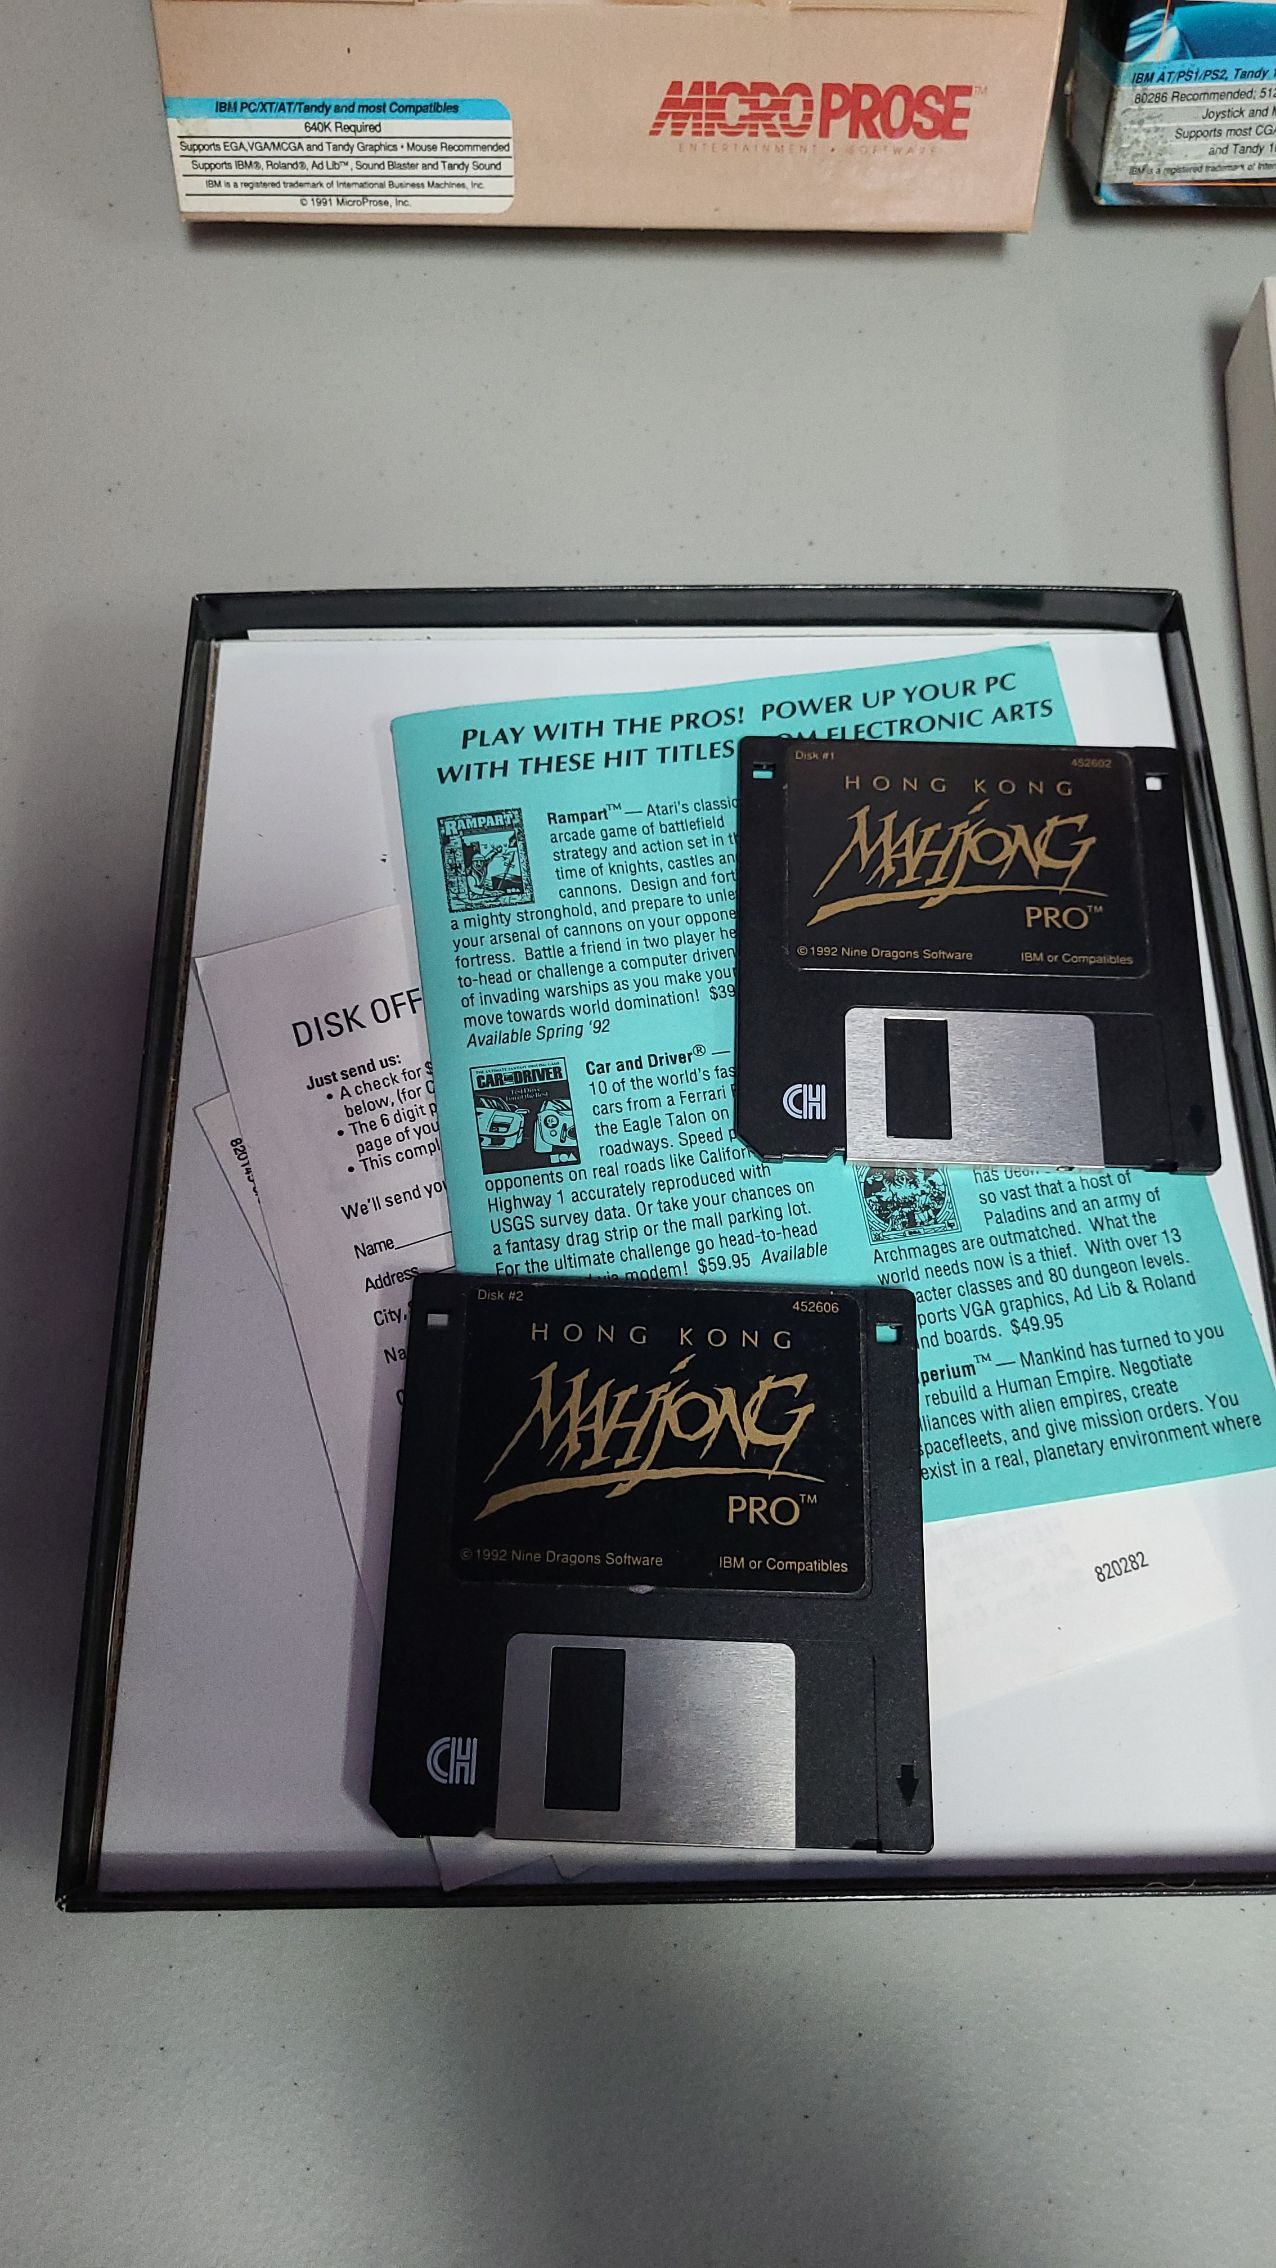 IBM PC/XT/AT/Tandy and most Compatibles
640K Required
Supports EGA,VGA/MCGA and Tandy Graphics • Mouse Recommended
Supports IBM®, Roland®, Ad Lib™, Sound Blaster and Tandy Sound
IBM is a registered trademark of International Business Machines, Inc.
© 1991 MicroProse, Inc.
MICROPROSE™
ENTERTAINMENT • SOFTWARE
IBM AT/PS1/PS2, Tandy
80286 Recommended; 512
Joystick and
Supports most CGA
and Tandy
IBM is a registered trademark of
PLAY WITH THE PROS! POWER UP YOUR PC
WITH THESE HIT TITLES ELECTRONIC ARTS
RAMPART
Rampart™ — Atari's classic
arcade game of battlefield
strategy and action set in
time of knights, castles
cannons. Design and
a mighty stronghold, and prepare to
your arsenal of cannons on your
fortress. Battle a friend in two player
to-head or challenge a computer driven
of invading warships as you make your
move towards world domination! $39
Available Spring '92
CAR AND DRIVER
Car and Driver® —
10 of the world's
cars from a Ferrari
the Eagle Talon on
roadways. Speed
opponents on real roads like
Highway 1 accurately reproduced with
USGS survey data. Or take your chances on
a fantasy drag strip or the mall parking lot.
For the ultimate challenge go head-to-head
modem! $59.95 Available
has been
so vast that a host of
Paladins and an army of
Archmages are outmatched. What the
world needs now is a thief. With over 13
classes and 80 dungeon levels.
VGA graphics, Ad Lib & Roland
boards. $49.95
— Mankind has turned to you
rebuild a Human Empire. Negotiate
with alien empires, create
and give mission orders. You
exist in a real, planetary environment where
DISK OFF
Just send us:
• A check for $
below, (for
• The 6 digit
page of
• This
We'll send
Name
Address
City,
820282
Disk #1
452602
HONG KONG
MAHJONG
PRO™
© 1992 Nine Dragons Software IBM or Compatibles
CH
Disk #2
452606
HONG KONG
MAHJONG
PRO™
© 1992 Nine Dragons Software IBM or Compatibles
CH